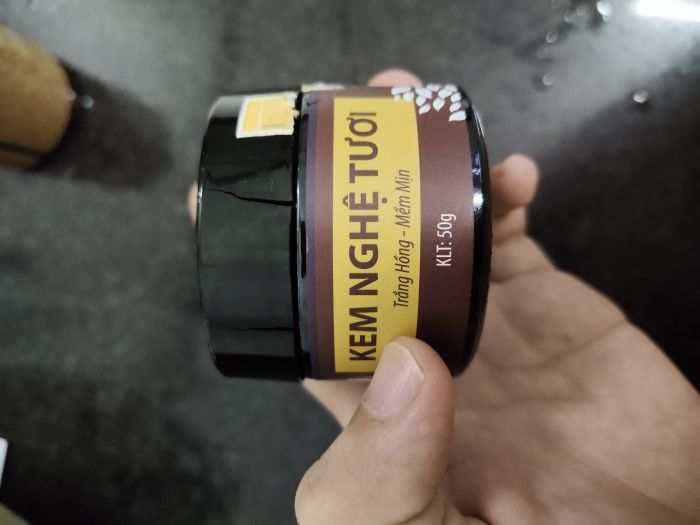 KEM NGHỆ TƯƠI
Trắng Hồng - Mềm Mịn
KLT: 50g